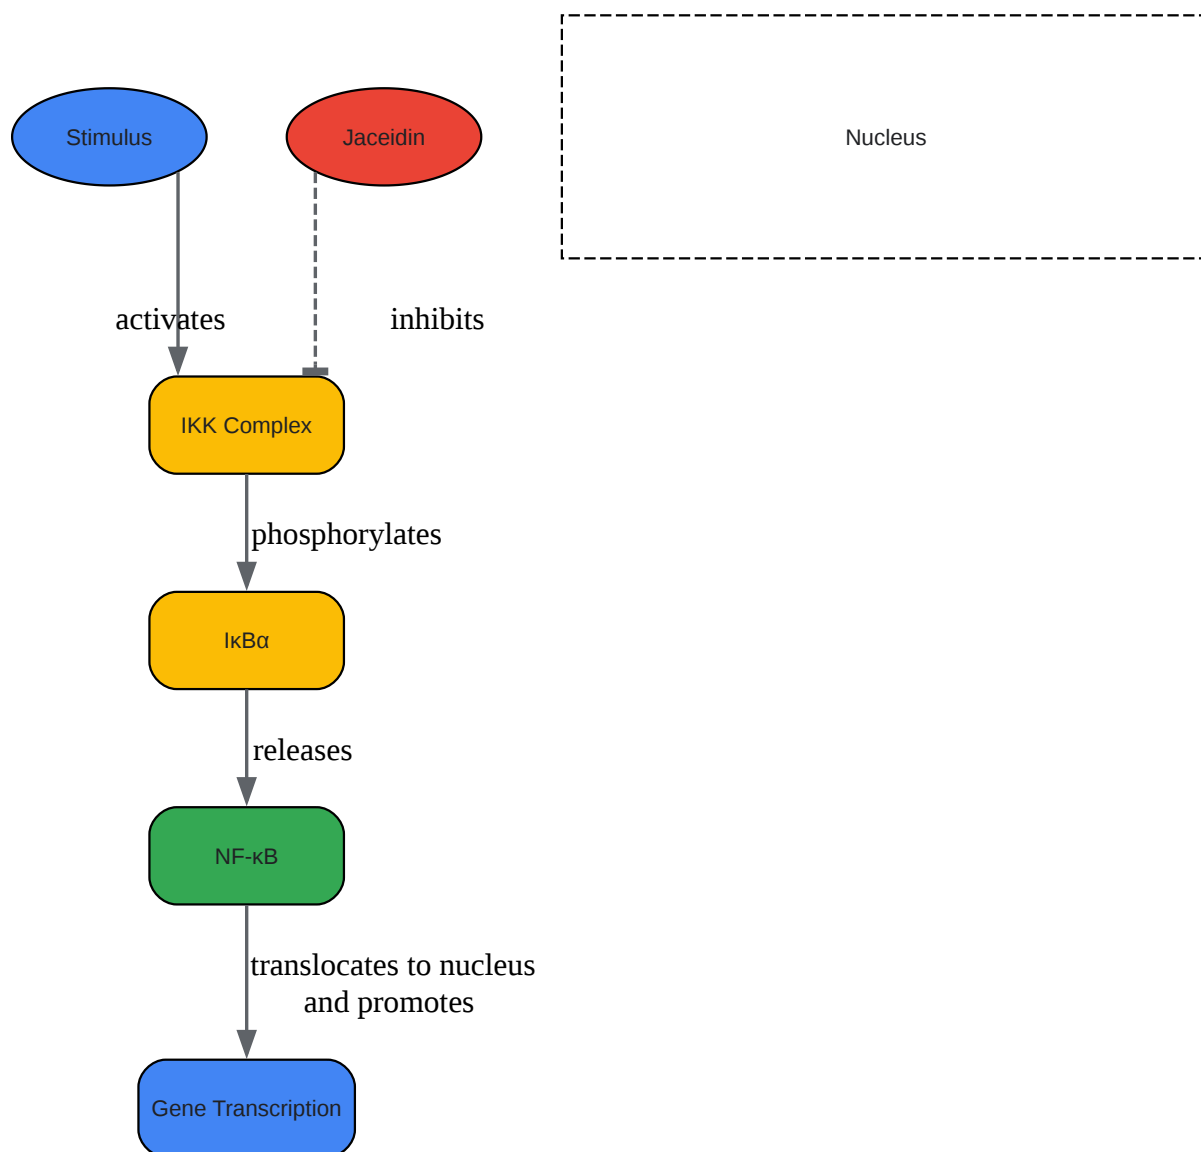 Stimulus
Jaceidin
Nucleus
activates
inhibits
IKK Complex
phosphorylates
IκBα
releases
NF-κB
translocates to nucleus
and promotes
Gene Transcription